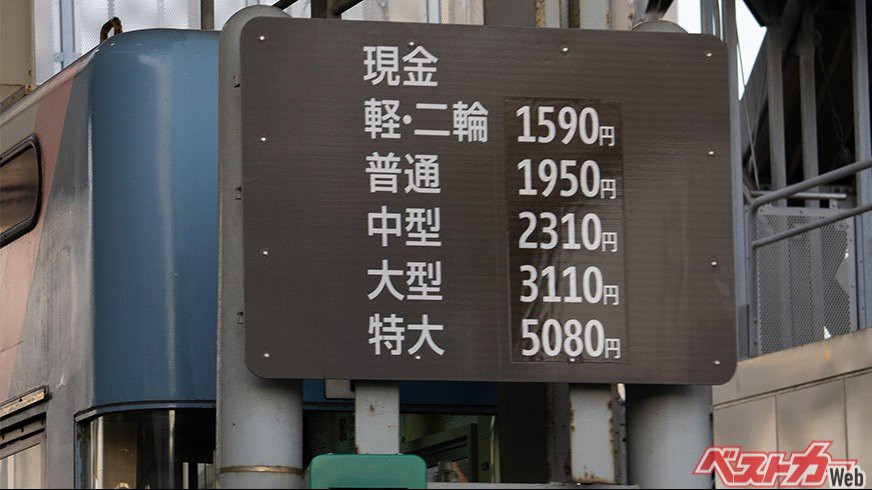 現金
軽・二輪 1590円
普通 1950円
中型 2310円
大型 3110円
特大 5080円
ベストカーWeb